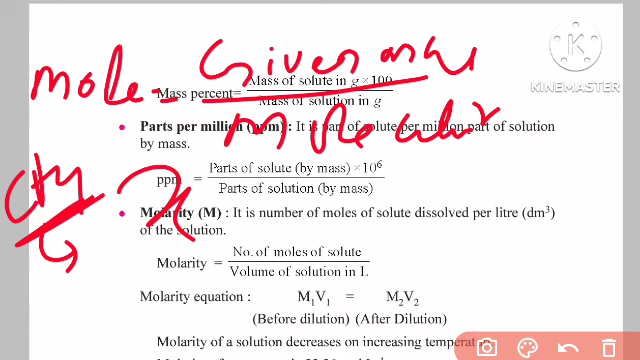 mole = Given mass
Molecular
KINEMASTER
Mass percent= Mass of solute in g × 100
Mass of solution in g
• Parts per million (ppm) : It is part of solute per million part of solution
by mass.
CH4
ppm = Parts of solute (by mass) × 10⁶
Parts of solution (by mass)
• Molarity (M) : It is number of moles of solute dissolved per litre (dm³)
of the solution.
Molarity = No. of moles of solute
Volume of solution in L
Molarity equation : M₁V₁ = M₂V₂
(Before dilution) (After Dilution)
Molarity of a solution decreases on increasing temperat